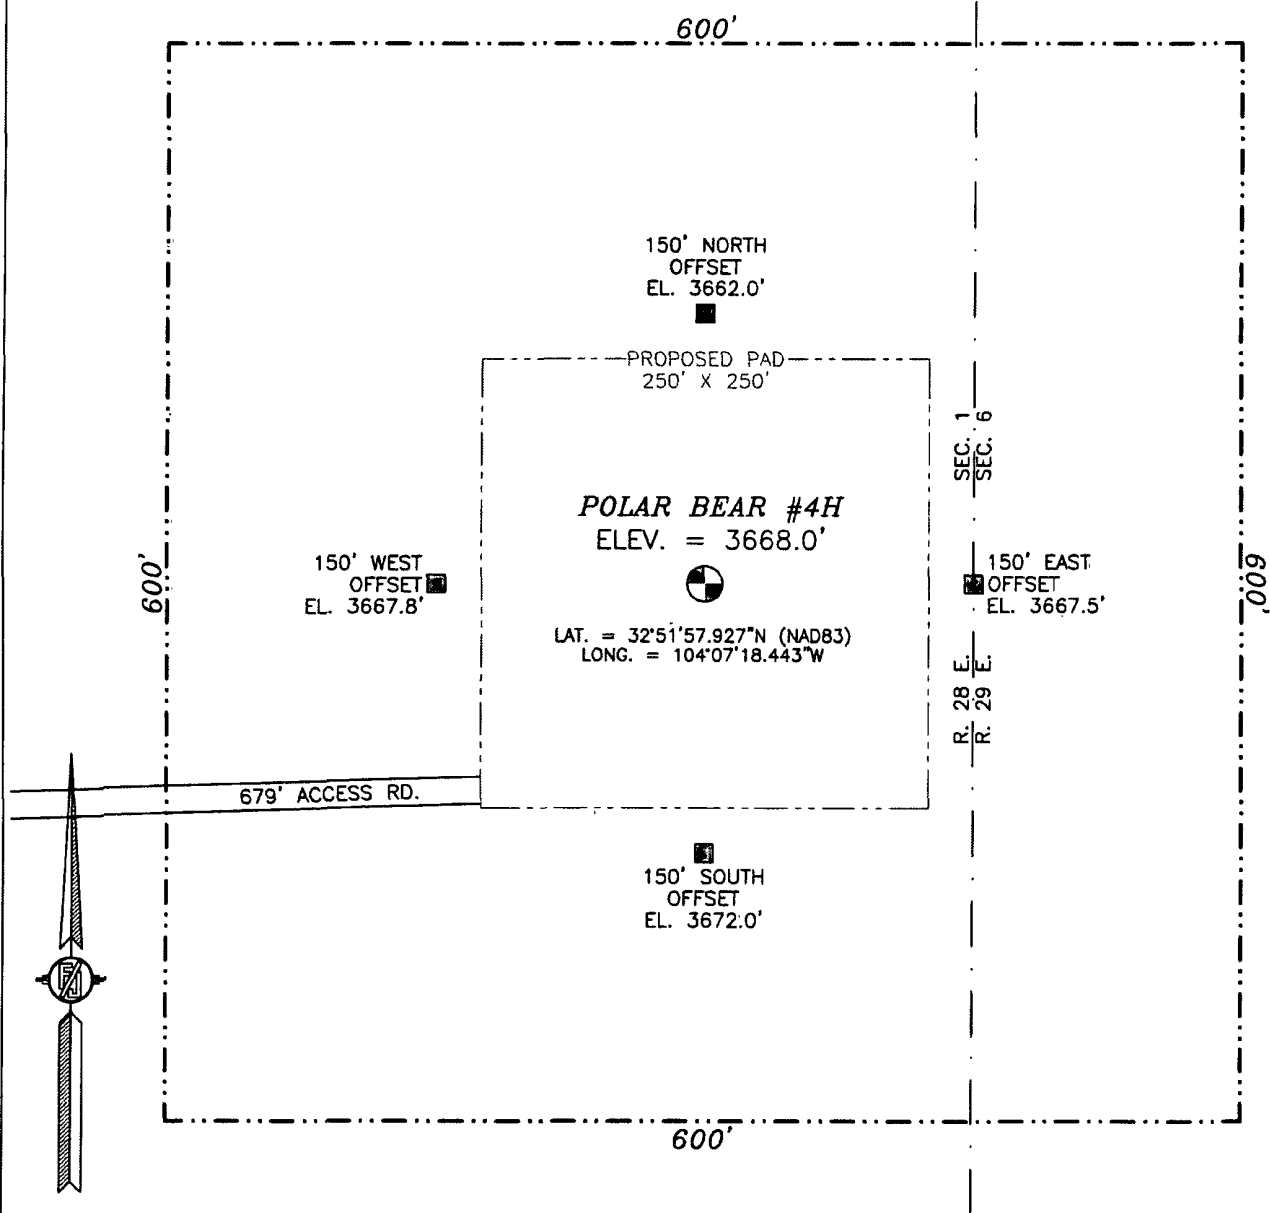 600'
150' NORTH
OFFSET
EL. 3662.0'
PROPOSED PAD
250' X 250'
SEC. 1
SEC. 6
POLAR BEAR #4H
ELEV. = 3668.0'
150' WEST
OFFSET
EL. 3667.8'
150' EAST
OFFSET
EL. 3667.5'
600'
600'
LAT. = 32°51'57.927"N (NAD83)
LONG. = 104°07'18.443"W
R. 28 E.
R. 29 E.
679' ACCESS RD.
150' SOUTH
OFFSET
EL. 3672.0'
600'